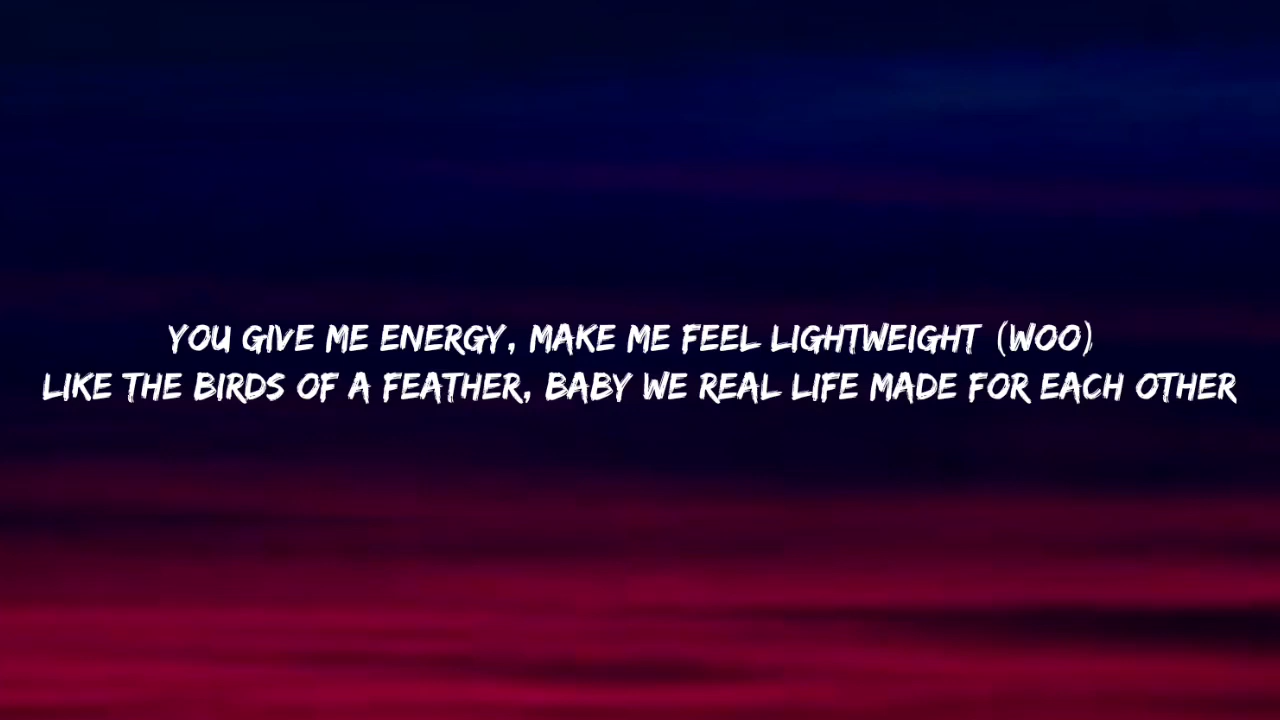 YOU GIVE ME ENERGY, MAKE ME FEEL LIGHTWEIGHT (WOO)
LIKE THE BIRDS OF A FEATHER, BABY WE REAL LIFE MADE FOR EACH OTHER